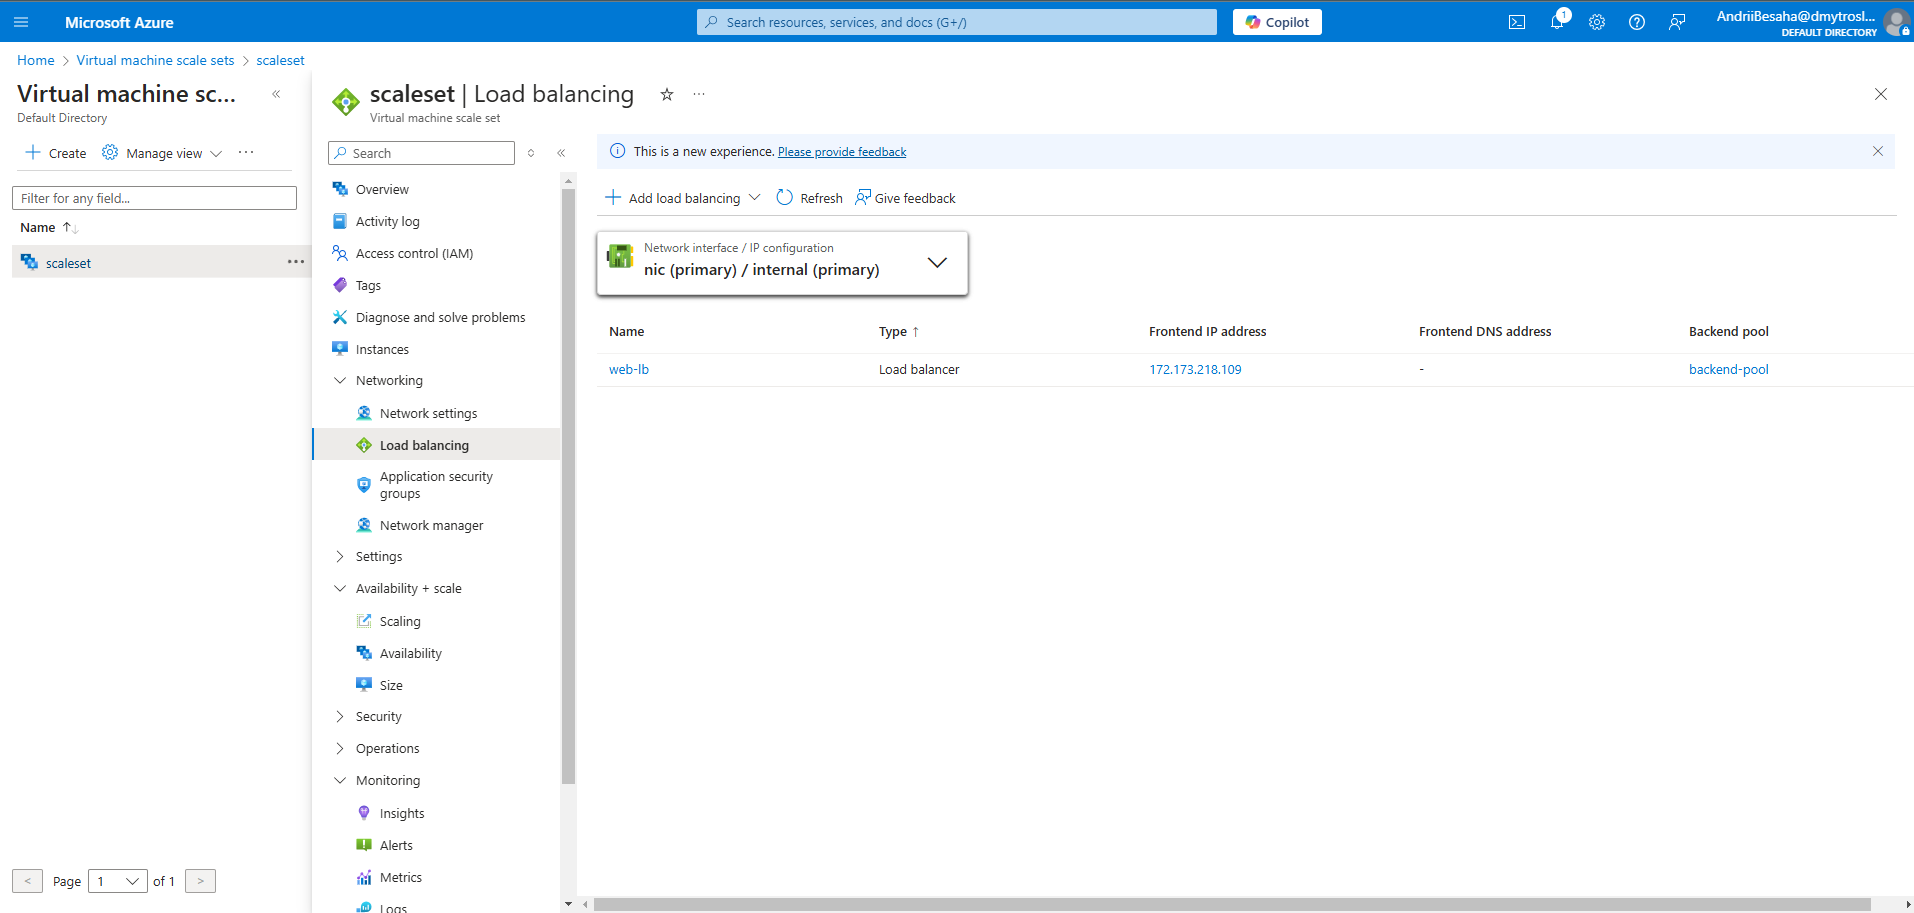 Microsoft Azure
Search resources, services, and docs (G+/)
Copilot
1
AndriiBesaha@dmytrosl...
DEFAULT DIRECTORY
Home > Virtual machine scale sets > scaleset
Virtual machine sc...
Default Directory
Create
Manage view
Filter for any field...
Name
scaleset
Page 1 of 1
scaleset | Load balancing
Virtual machine scale set
Search
Overview
Activity log
Access control (IAM)
Tags
Diagnose and solve problems
Instances
Networking
Network settings
Load balancing
Application security
groups
Network manager
Settings
Availability + scale
Scaling
Availability
Size
Security
Operations
Monitoring
Insights
Alerts
Metrics
Logs
This is a new experience. Please provide feedback
Add load balancing
Refresh
Give feedback
Network interface / IP configuration
nic (primary) / internal (primary)
Name Type ↑ Frontend IP address Frontend DNS address Backend pool
web-lb Load balancer 172.173.218.109 - backend-pool